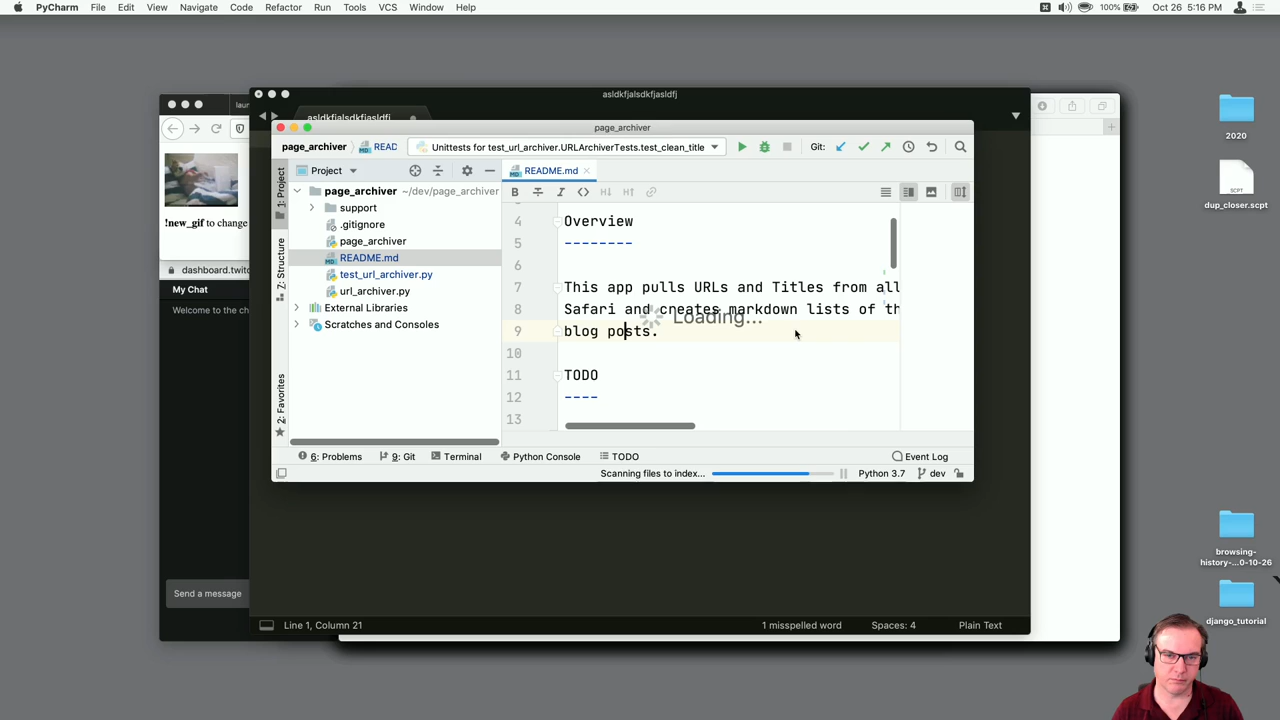 PyCharm File Edit View Navigate Code Refactor Run Tools VCS Window Help
100% Oct 26 5:16 PM
asldkfjalsdkfjasldfj
asldkfjalsdkfjasldfj
page_archiver
page_archiver READ
Unittests for test_url_archiver.URLArchiverTests.test_clean_title
Git:
1: Project
7: Structure
2: Favorites
Project
page_archiver ~/dev/page_archiver
support
.gitignore
page_archiver
README.md
test_url_archiver.py
url_archiver.py
External Libraries
Scratches and Consoles
README.md
4 Overview
5 --------
6
7 This app pulls URLs and Titles from all
Safari and creates markdown lists of th
9 blog posts.
10
11 TODO
12 ----
13
Loading...
6: Problems 9: Git Terminal Python Console TODO Event Log
Scanning files to index... Python 3.7 dev
!new_gif to change
dashboard.twitc
My Chat
Welcome to the ch
Send a message
Line 1, Column 21 1 misspelled word Spaces: 4 Plain Text
2020
SCPT
dup_closer.scpt
browsing-
history-...0-10-26
django_tutorial